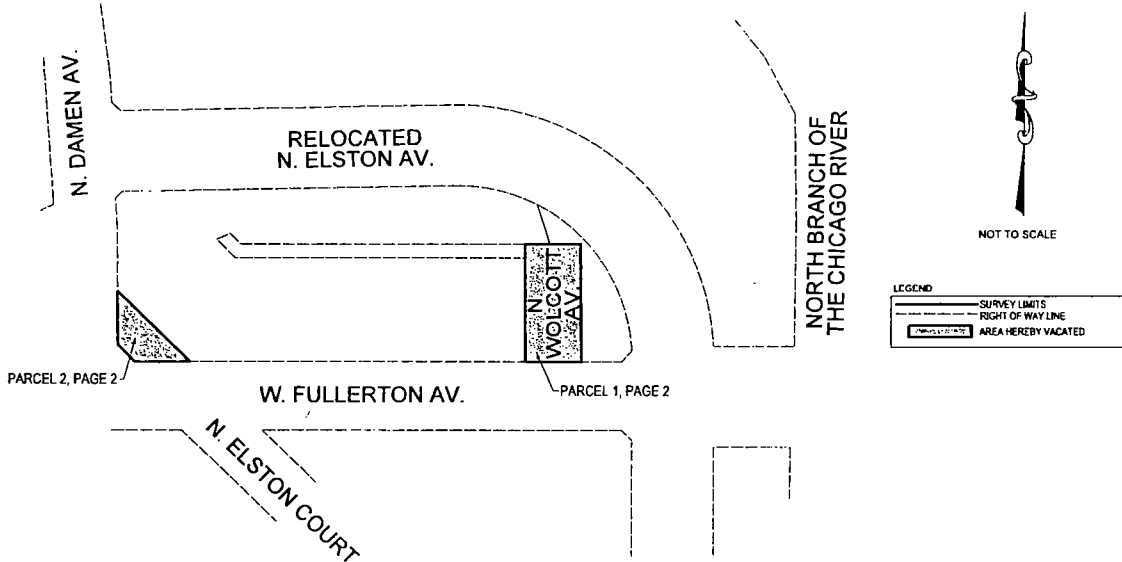 N. DAMEN AV.
RELOCATED
N. ELSTON AV.
NORTH BRANCH OF
THE CHICAGO RIVER
NOT TO SCALE
LEGEND
SURVEY LIMITS
RIGHT OF WAY LINE
AREA HEREBY VACATED
N
WOLCOTT
AV.
PARCEL 2, PAGE 2
W. FULLERTON AV.
PARCEL 1, PAGE 2
N. ELSTON COURT